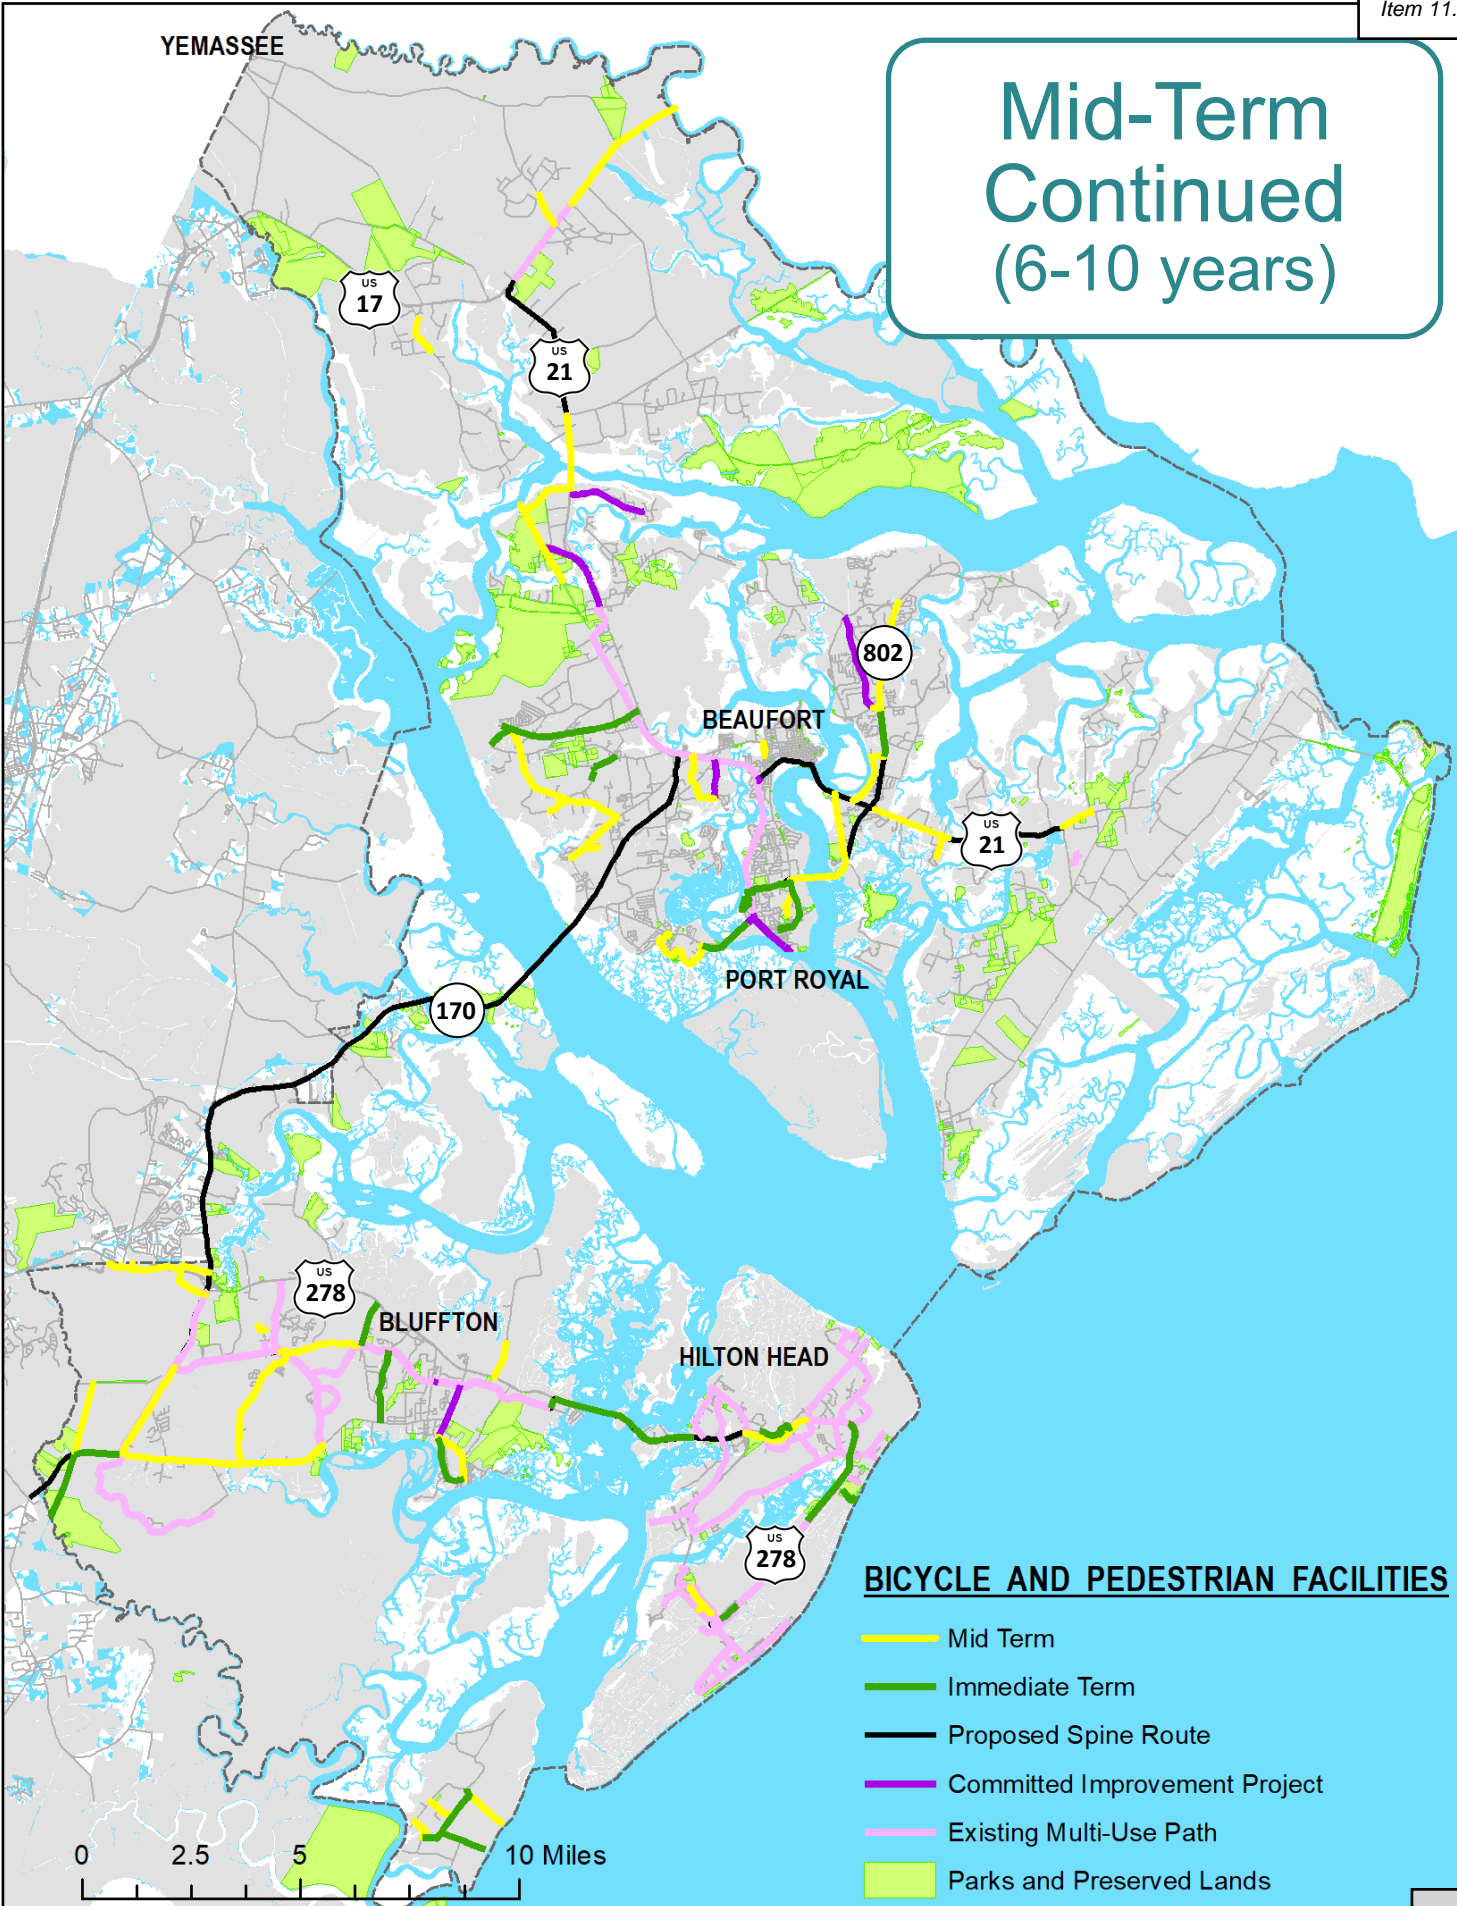 Item 11.
YEMASSEE
Mid-Term
Continued
(6-10 years)
US
17
US
21
802
BEAUFORT
US
21
PORT ROYAL
170
US
278
BLUFFTON
HILTON HEAD
US
278
BICYCLE AND PEDESTRIAN FACILITIES
Mid Term
Immediate Term
Proposed Spine Route
Committed Improvement Project
Existing Multi-Use Path
Parks and Preserved Lands
0 2.5 5 10 Miles